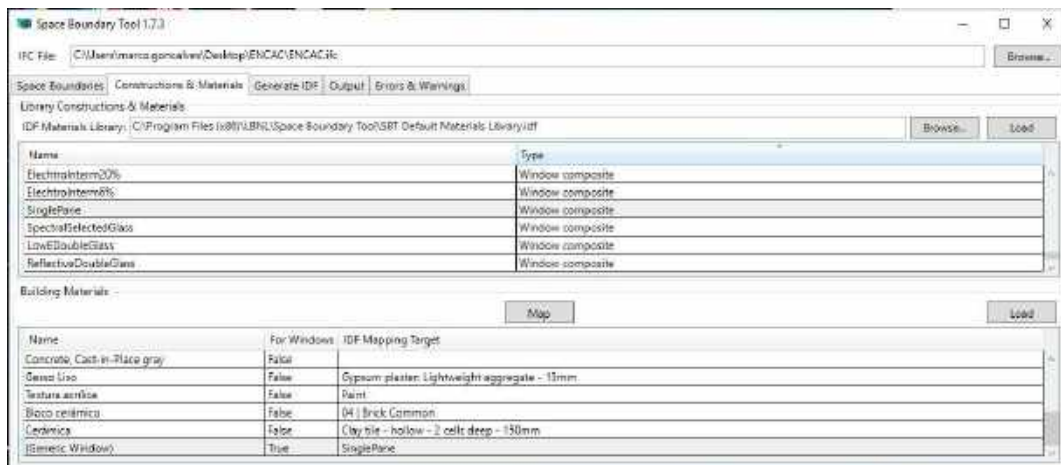 Space Boundary Tool 1.7.3
IFC File: C:\Users\marco.goncalves\Desktop\ENCAC\ENCAC.ifc Browse...
Space Boundaries Constructions & Materials Generate IDF Output Errors & Warnings
Library Constructions & Materials
IDF Materials Library: C:\Program Files (x86)\LBNL\Space Boundary Tool\SBT Default Materials Library.idf Browse... Load
Name Type
ElechtroInterm20% Window composite
ElechtroInterm8% Window composite
SinglePane Window composite
SpectralSelectedGlass Window composite
LowEDoubleGlass Window composite
ReflectiveDoubleGlass Window composite
Building Materials
Map Load
Name For Windows IDF Mapping Target
Concrete, Cast-in-Place gray False
Gesso Liso False Gypsum plaster: Lightweight aggregate - 13mm
Textura acrílica False Paint
Bloco cerâmico False 04 | Brick Common
Cerâmica False Clay tile - hollow - 2 cells deep - 150mm
(Generic Window) True SinglePane